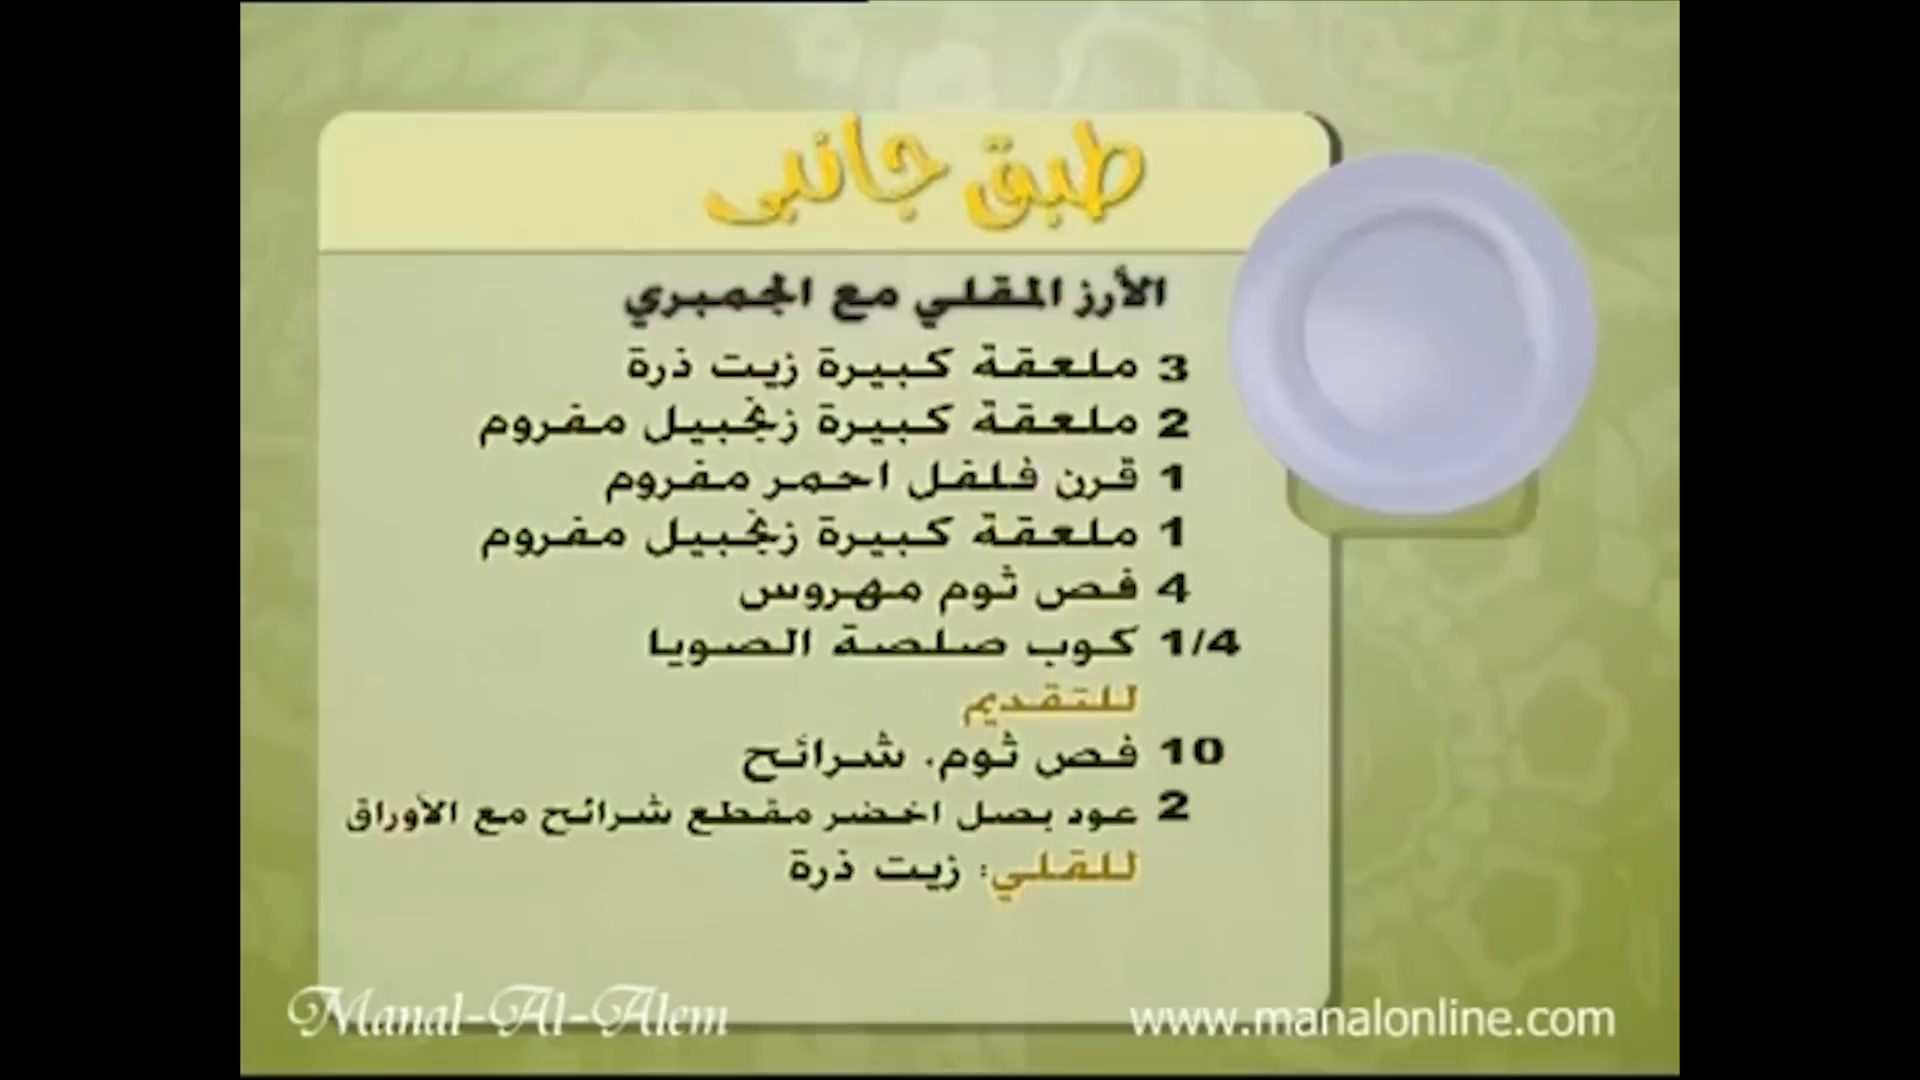 طبق جانبي
الأرز المقلي مع الجمبري
3 ملعقة كبيرة زيت ذرة
2 ملعقة كبيرة زنجبيل مفروم
1 قرن فلفل احمر مفروم
1 ملعقة كبيرة زنجبيل مفروم
4 فص ثوم مهروس
1/4 كوب صلصة الصويا
للتقديم
10 فص ثوم. شرائح
2 عود بصل اخضر مقطع شرائح مع الأوراق
للقلي: زيت ذرة
Manal-Al-Alem
www.manalonline.com